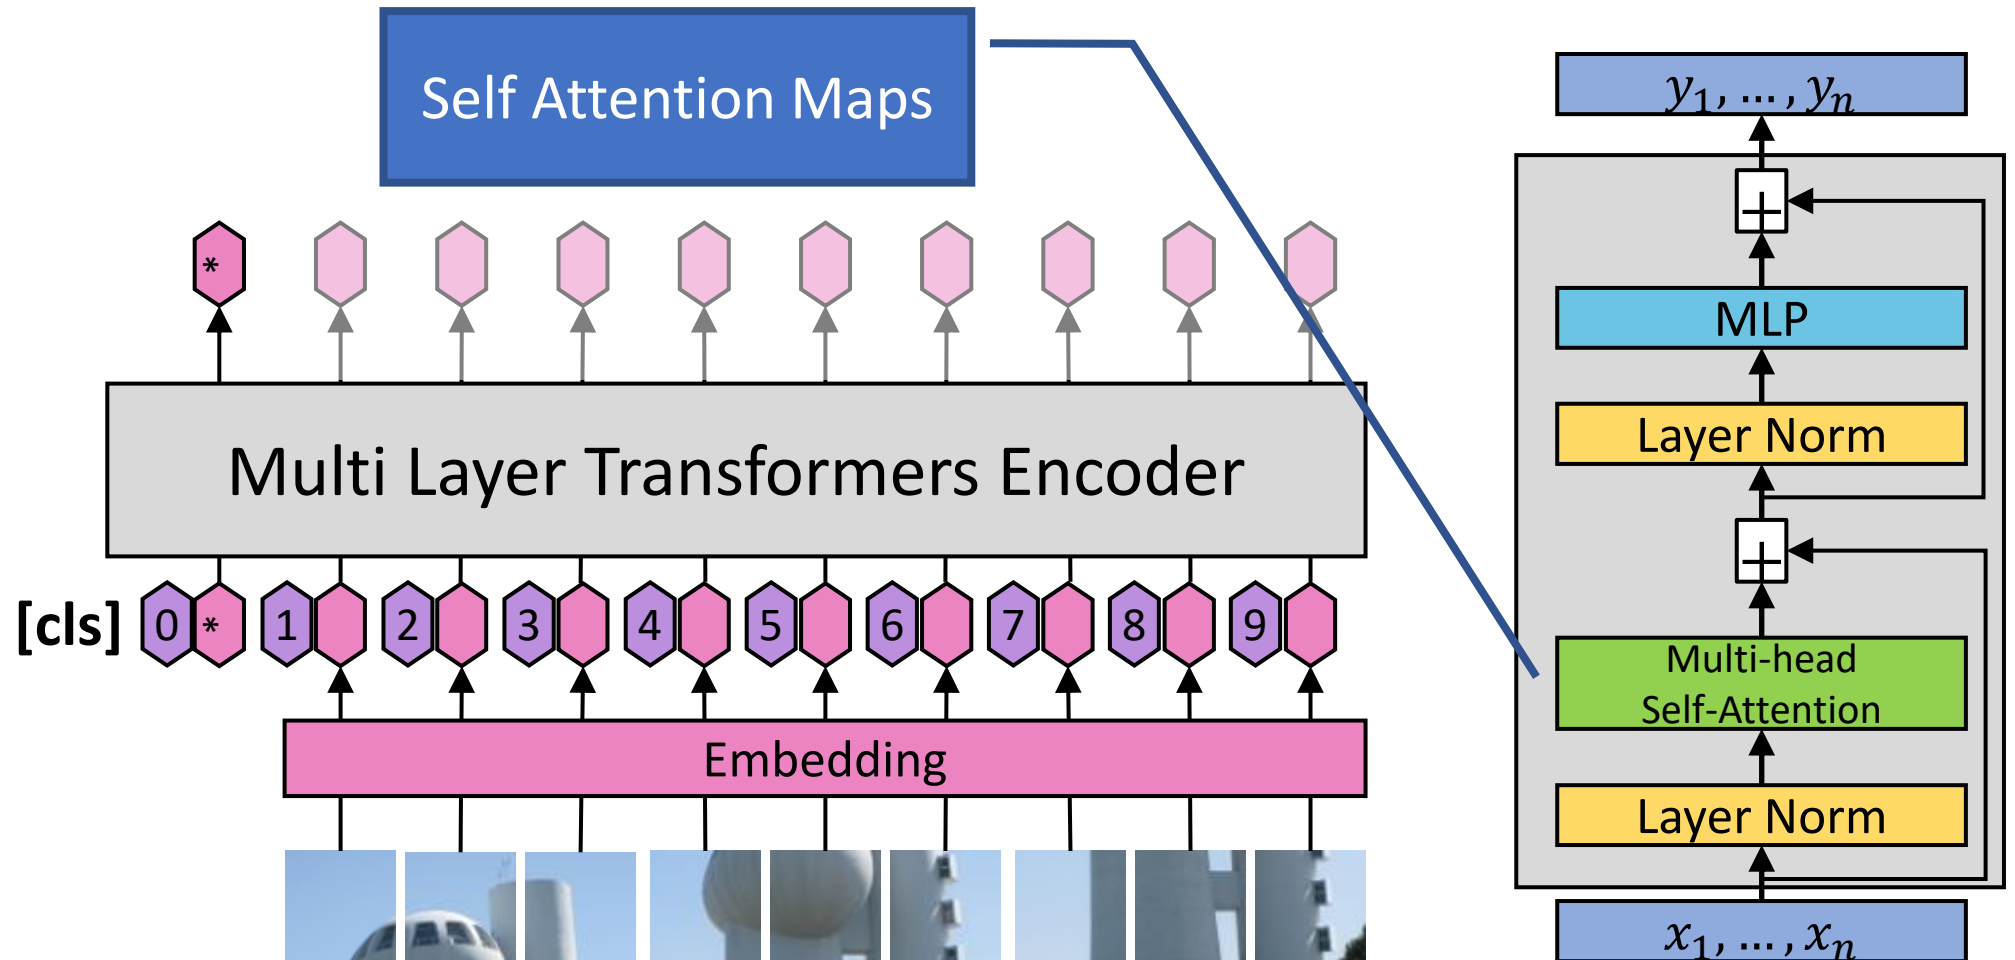 Self Attention Maps
*
Multi Layer Transformers Encoder
[cls] 0 * 1 2 3 4 5 6 7 8 9
Embedding
y₁, ... , yₙ
+
MLP
Layer Norm
+
Multi-head
Self-Attention
Layer Norm
x₁, ... , xₙ